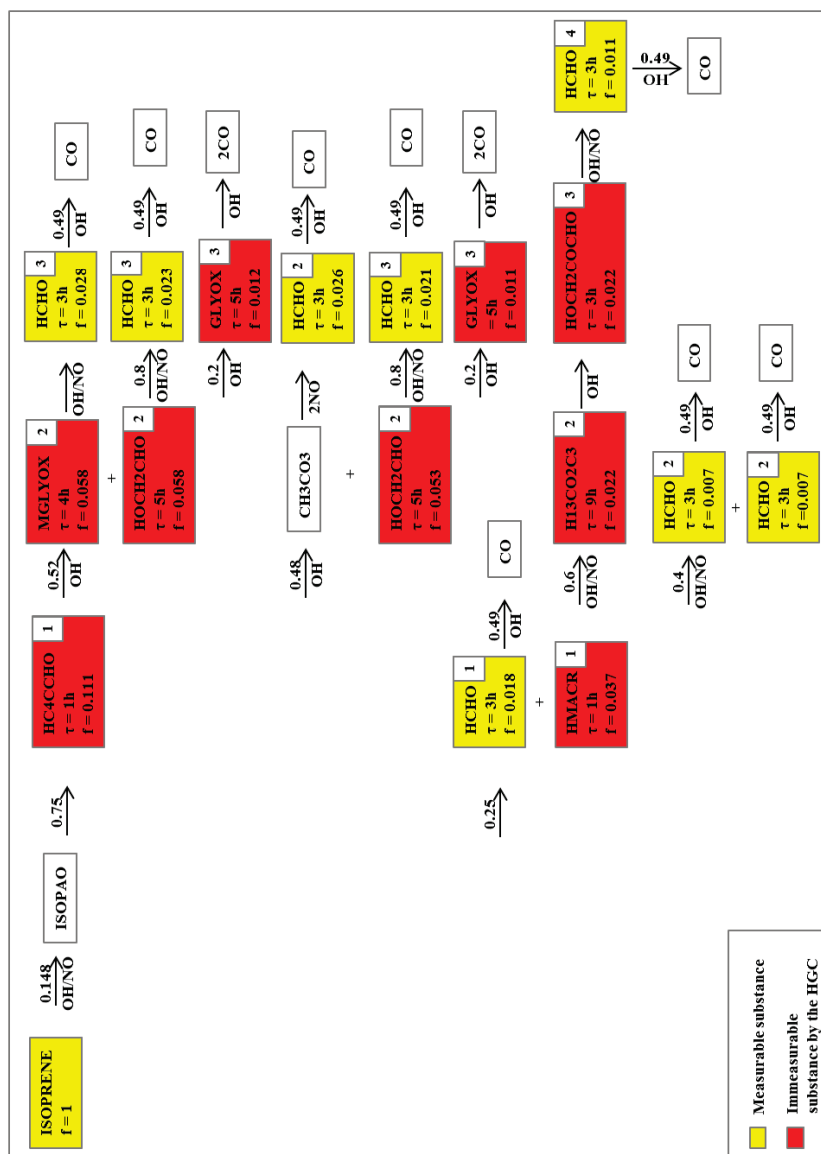 ISOPRENE
f = 1
0.148
OH/NO
ISOPAO
0.75
HC4CCHO
τ = 1h
f = 0.111
1
0.52
OH
MGLYOX
τ = 4h
f = 0.058
2
OH/NO
HCHO
τ = 3h
f = 0.028
3
0.49
OH
CO
+
HOCH2CHO
τ = 5h
f = 0.058
2
0.8
OH/NO
HCHO
τ = 3h
f = 0.023
3
0.49
OH
CO
0.2
OH
GLYOX
τ = 5h
f = 0.012
3
OH
2CO
0.48
OH
CH3CO3
2NO
HCHO
τ = 3h
f = 0.026
2
0.49
OH
CO
+
HOCH2CHO
τ = 5h
f = 0.053
2
0.8
OH/NO
HCHO
τ = 3h
f = 0.021
3
0.49
OH
CO
0.2
OH
GLYOX
= 5h
f = 0.011
3
OH
2CO
0.25
HCHO
τ = 3h
f = 0.018
1
0.49
OH
CO
+
HMACR
τ = 1h
f = 0.037
1
0.6
OH/NO
H13CO2C3
τ = 9h
f = 0.022
2
OH
HOCH2COCHO
τ = 3h
f = 0.022
3
OH/NO
HCHO
τ = 3h
f = 0.011
4
0.49
OH
CO
0.4
OH/NO
HCHO
τ = 3h
f = 0.007
2
0.49
OH
CO
+
HCHO
τ = 3h
f =0.007
2
0.49
OH
CO
Measurable substance
Immeasurable
substance by the HGC